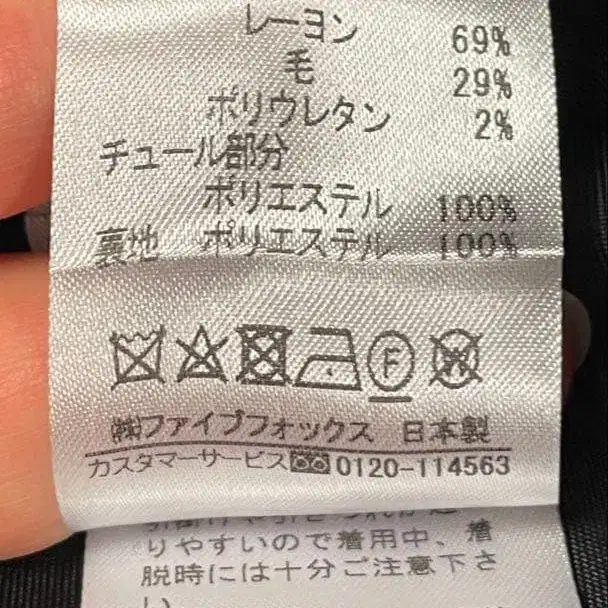 レーヨン 69%
毛 29%
ポリウレタン 2%
チュール部分
ポリエステル 100%
裏地 ポリエステル 100%
F W
㈱ファイブフォックス 日本製
カスタマーサービス 0120-114563
りやすいので着用中、着
脱時には十分ご注意下さ
い